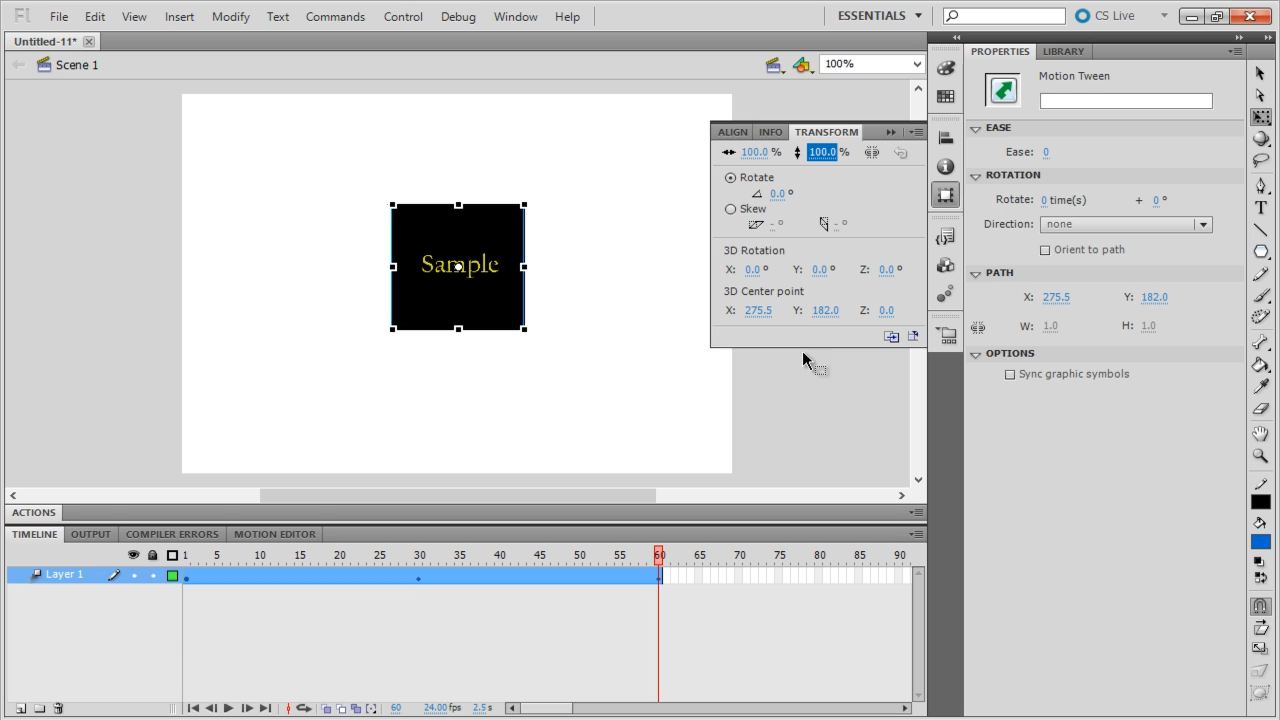 Fl File Edit View Insert Modify Text Commands Control Debug Window Help ESSENTIALS CS Live
Untitled-11*
Scene 1 100%
Sample
ALIGN INFO TRANSFORM
100.0 % 100.0 %
Rotate
0.0 °
Skew
- ° - °
3D Rotation
X: 0.0 ° Y: 0.0 ° Z: 0.0 °
3D Center point
X: 275.5 Y: 182.0 Z: 0.0
PROPERTIES LIBRARY
Motion Tween
EASE
Ease: 0
ROTATION
Rotate: 0 time(s) + 0 °
Direction: none
Orient to path
PATH
X: 275.5 Y: 182.0
W: 1.0 H: 1.0
OPTIONS
Sync graphic symbols
ACTIONS
TIMELINE OUTPUT COMPILER ERRORS MOTION EDITOR
1 5 10 15 20 25 30 35 40 45 50 55 60 65 70 75 80 85 90
Layer 1
60 24.00 fps 2.5 s